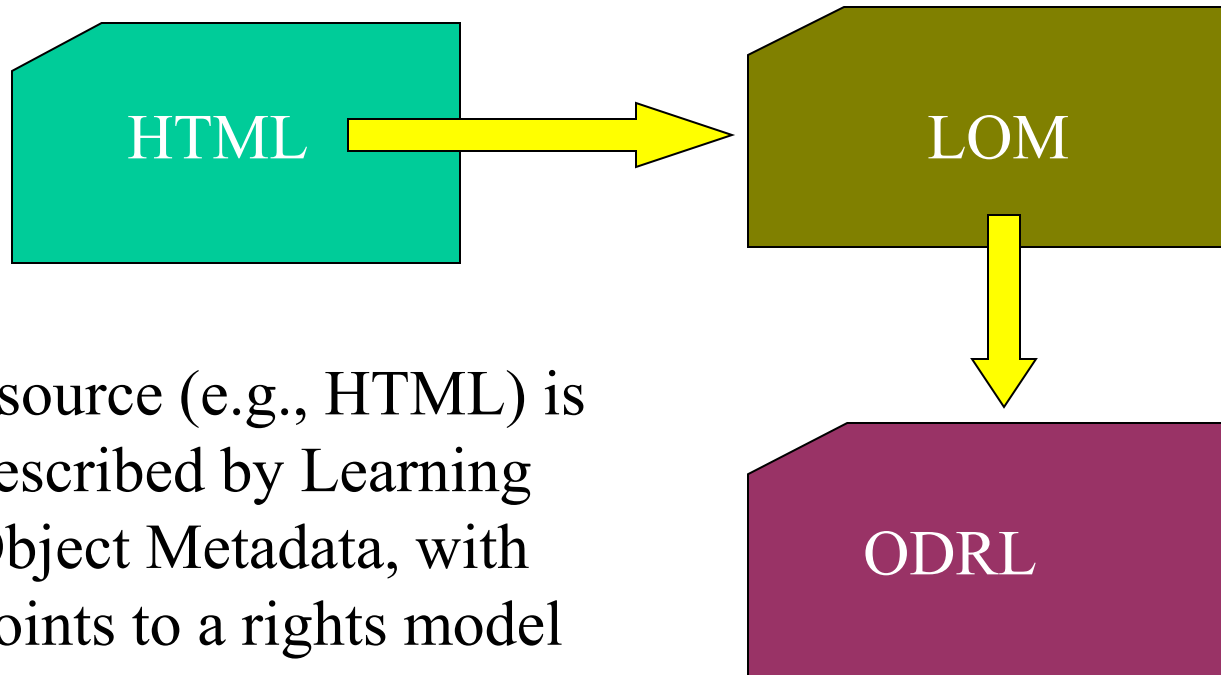 HTML
LOM
source (e.g., HTML) is
escribed by Learning
bject Metadata, with
oints to a rights model
ODRL